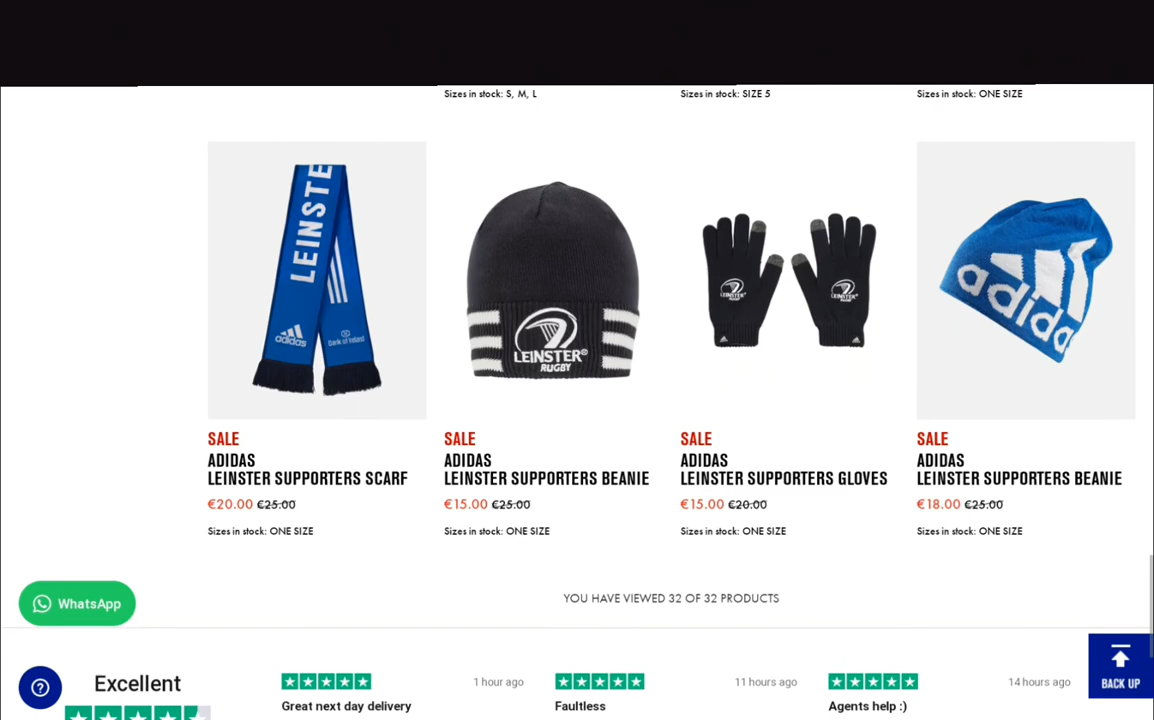 Sizes in stock: S, M, L
Sizes in stock: SIZE 5
Sizes in stock: ONE SIZE
LEINSTE
adidas
Bank of Ireland
LEINSTER®
RUGBY
LEINSTER
RUGBY
LEINSTER
RUGBY
adidas
SALE
ADIDAS
LEINSTER SUPPORTERS SCARF
€20.00 €25.00
Sizes in stock: ONE SIZE
SALE
ADIDAS
LEINSTER SUPPORTERS BEANIE
€15.00 €25.00
Sizes in stock: ONE SIZE
SALE
ADIDAS
LEINSTER SUPPORTERS GLOVES
€15.00 €20.00
Sizes in stock: ONE SIZE
SALE
ADIDAS
LEINSTER SUPPORTERS BEANIE
€18.00 €25.00
Sizes in stock: ONE SIZE
YOU HAVE VIEWED 32 OF 32 PRODUCTS
WhatsApp
BACK UP
Excellent
1 hour ago
Great next day delivery
11 hours ago
Faultless
14 hours ago
Agents help :)